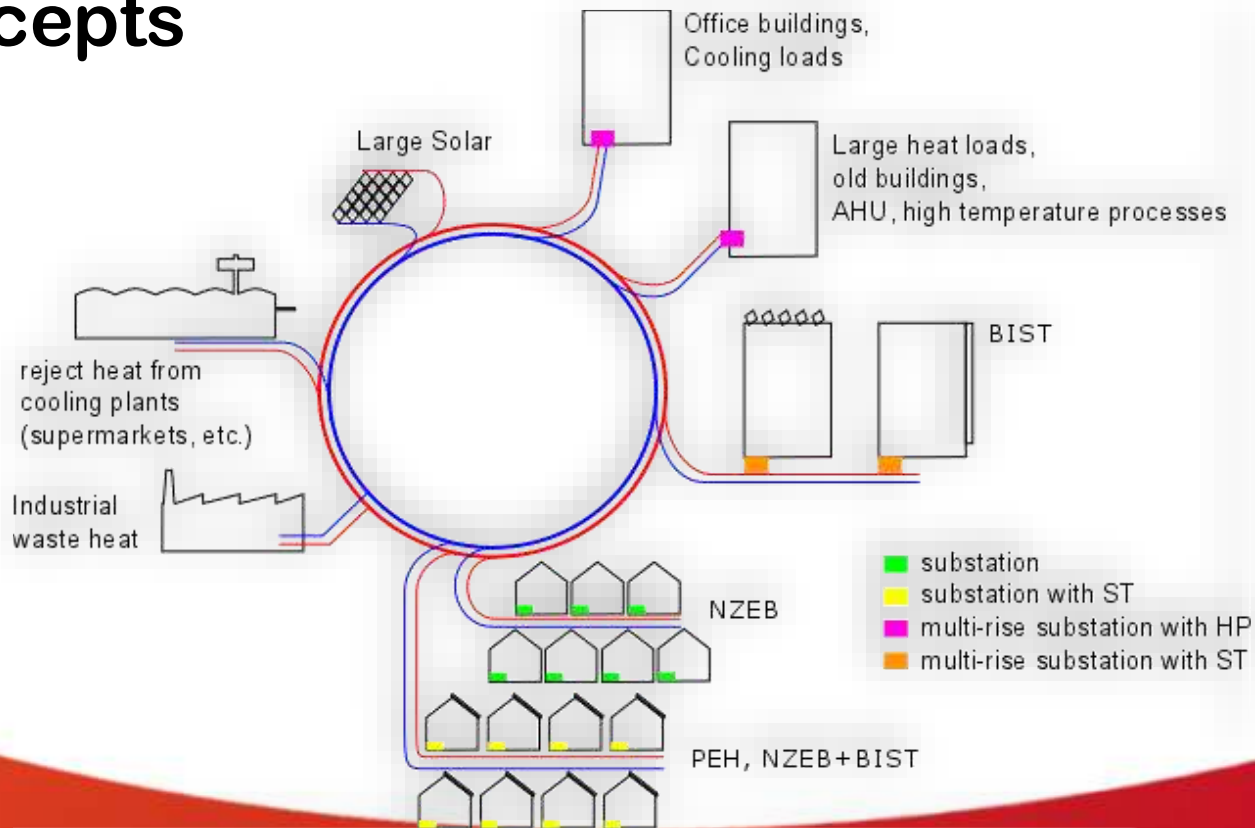 cepts
Office buildings,
Cooling loads
Large Solar
Large heat loads,
old buildings,
AHU, high temperature processes
BIST
reject heat from
cooling plants
(supermarkets, etc.)
Industrial
waste heat
substation
substation with ST
multi-rise substation with HP
multi-rise substation with ST
NZEB
PEH, NZEB+BIST